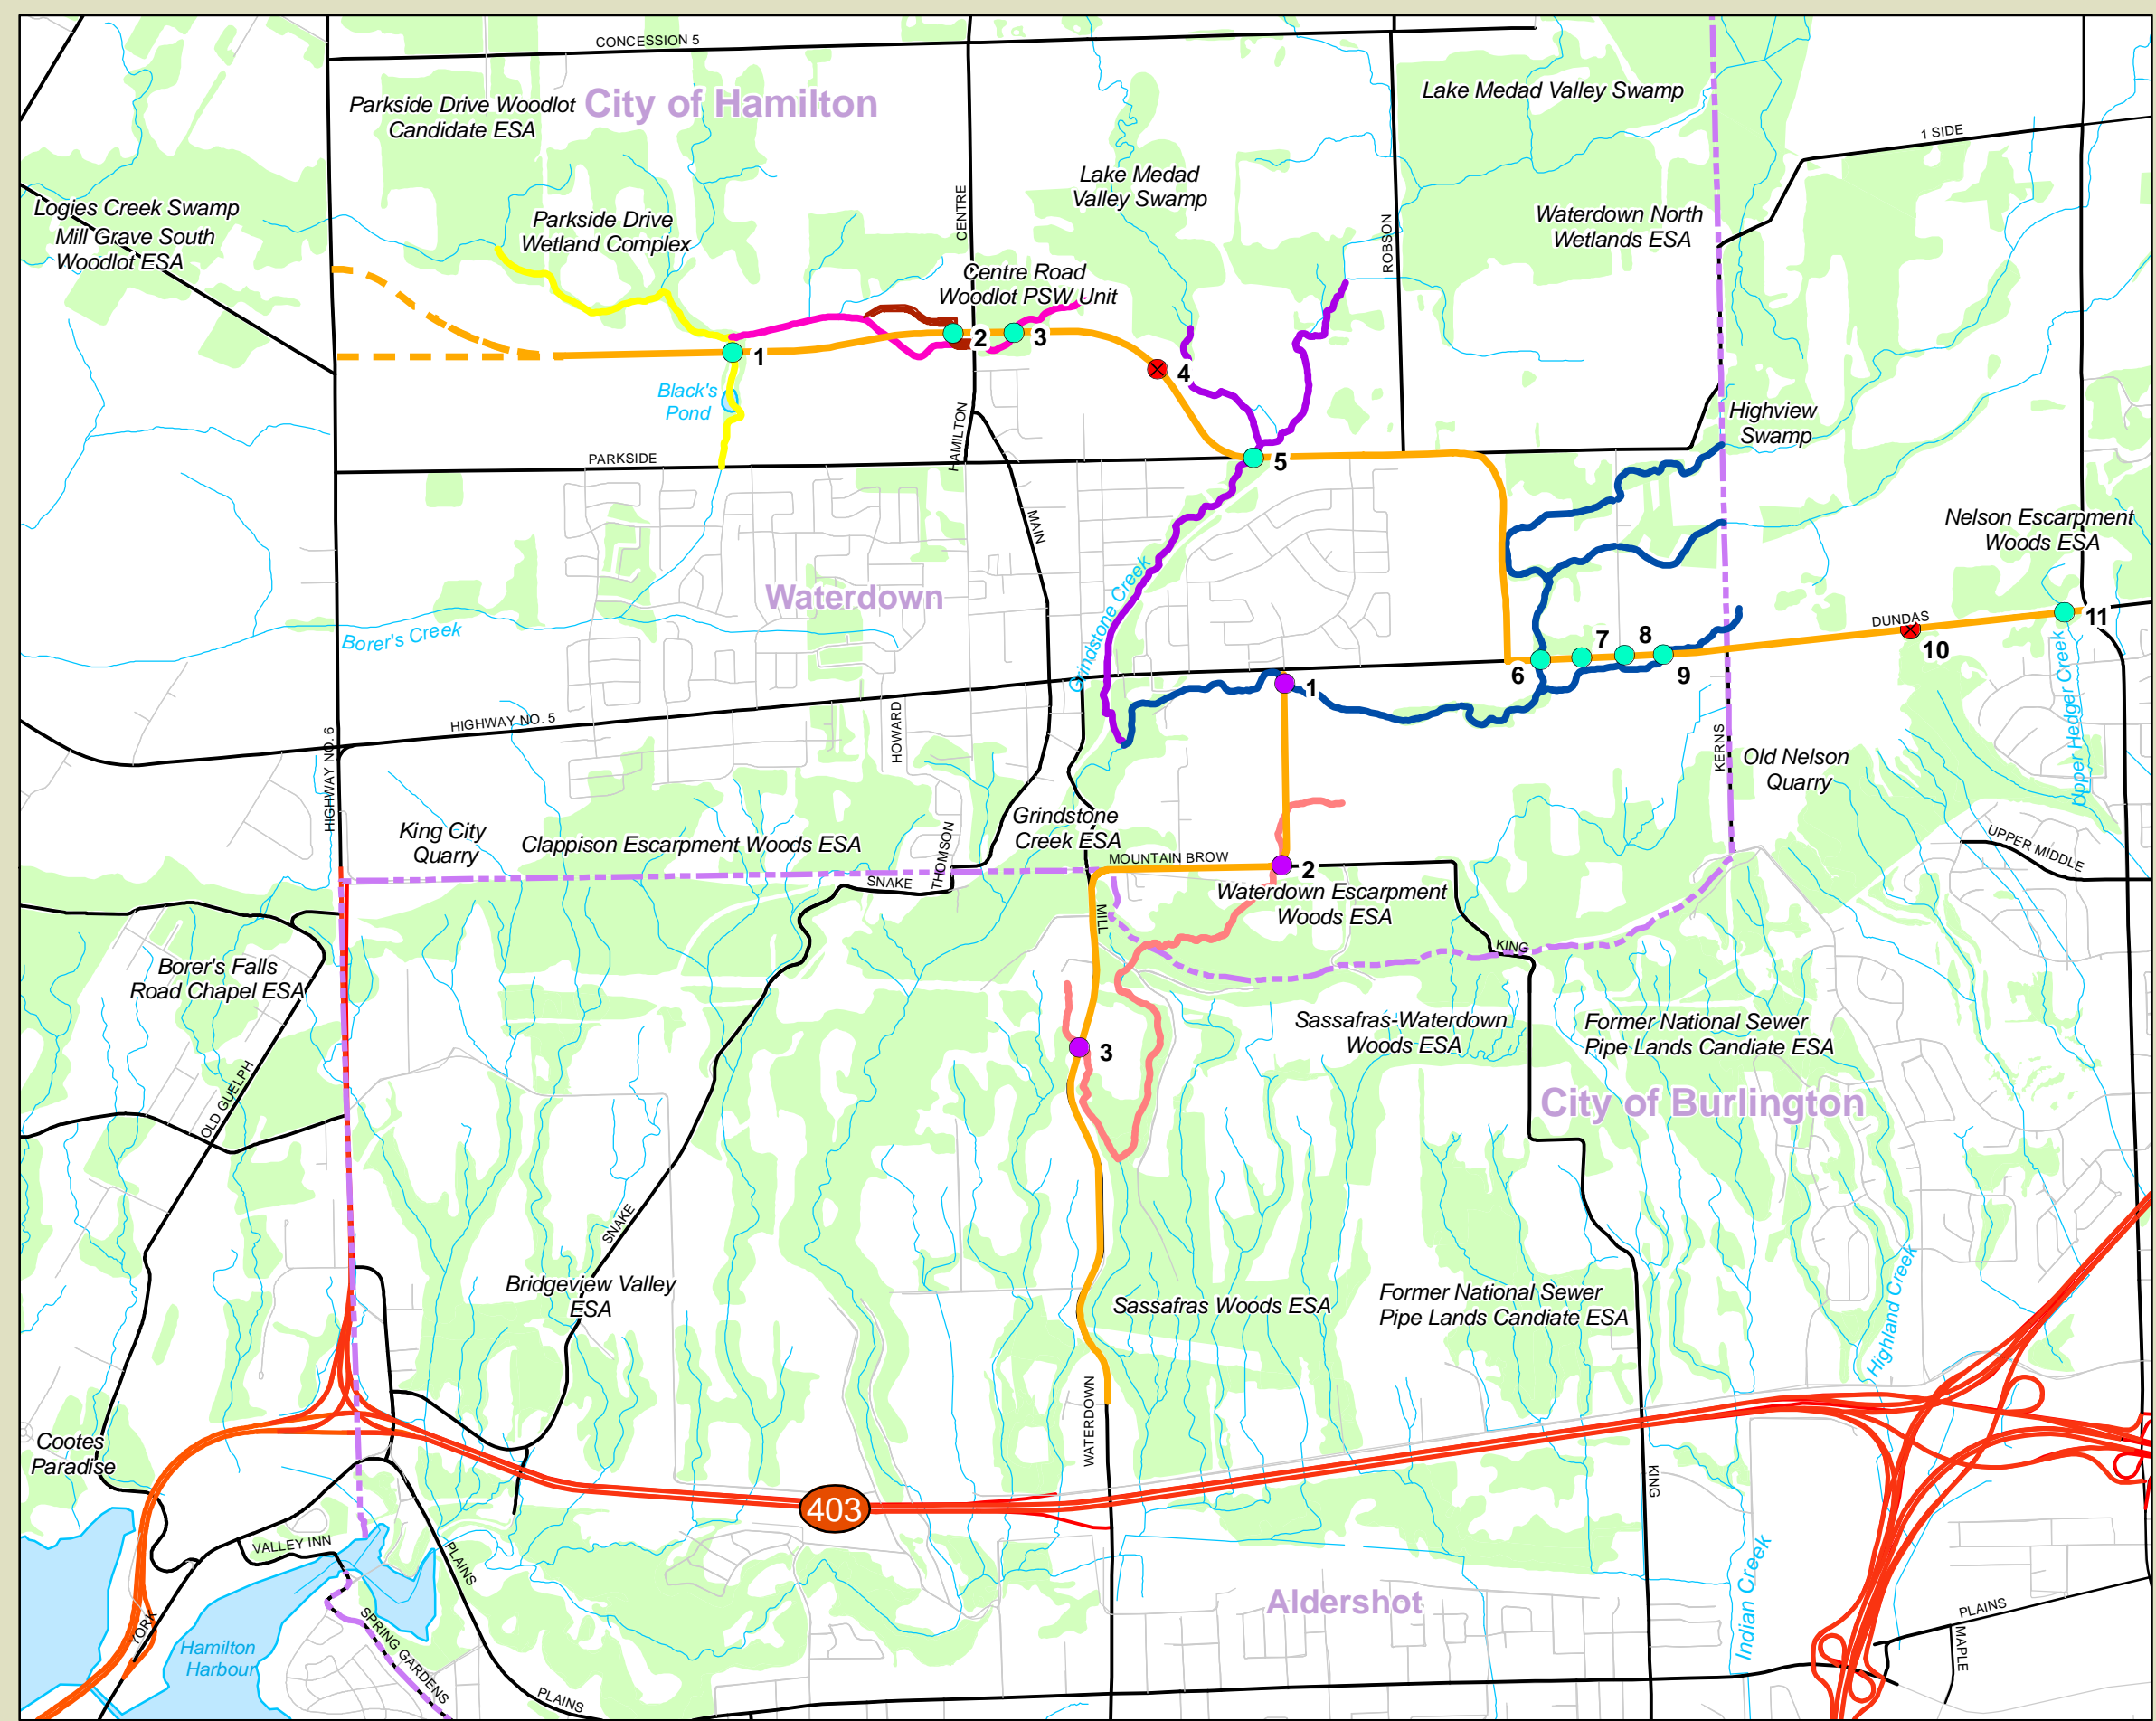 CONCESSION 5
Parkside Drive Woodlot
Candidate ESA
City of Hamilton
Lake Medad Valley Swamp
1 SIDE
Lake Medad
Valley Swamp
CENTRE
ROBSON
Logies Creek Swamp
Mill Grave South
Woodlot ESA
Parkside Drive
Wetland Complex
Waterdown North
Wetlands ESA
Centre Road
Woodlot PSW Unit
1
2
3
4
Black's
Pond
HAMILTON
Highview
Swamp
PARKSIDE
5
MAIN
Nelson Escarpment
Woods ESA
Waterdown
Grindstone Creek
Borer's Creek
DUNDAS
6
7
8
9
10
11
Upper Hedger Creek
1
HIGHWAY NO. 5
HOWARD
HIGHWAY NO. 6
KERNS
Old Nelson
Quarry
King City
Quarry
Clappison Escarpment Woods ESA
Grindstone
Creek ESA
THOMSON
SNAKE
MOUNTAIN BROW
2
UPPER MIDDLE
Waterdown Escarpment
Woods ESA
MILL
KING
Borer's Falls
Road Chapel ESA
3
Sassafras-Waterdown
Woods ESA
Former National Sewer
Pipe Lands Candiate ESA
OLD GUELPH
City of Burlington
SNAKE
Bridgeview Valley
ESA
Sassafras Woods ESA
Former National Sewer
Pipe Lands Candiate ESA
Highland Creek
WATERDOWN
Cootes
Paradise
KING
403
VALLEY INN
PLAINS
Indian Creek
Aldershot
YORK
Hamilton
Harbour
SPRING GARDENS
PLAINS
PLAINS
MAPLE